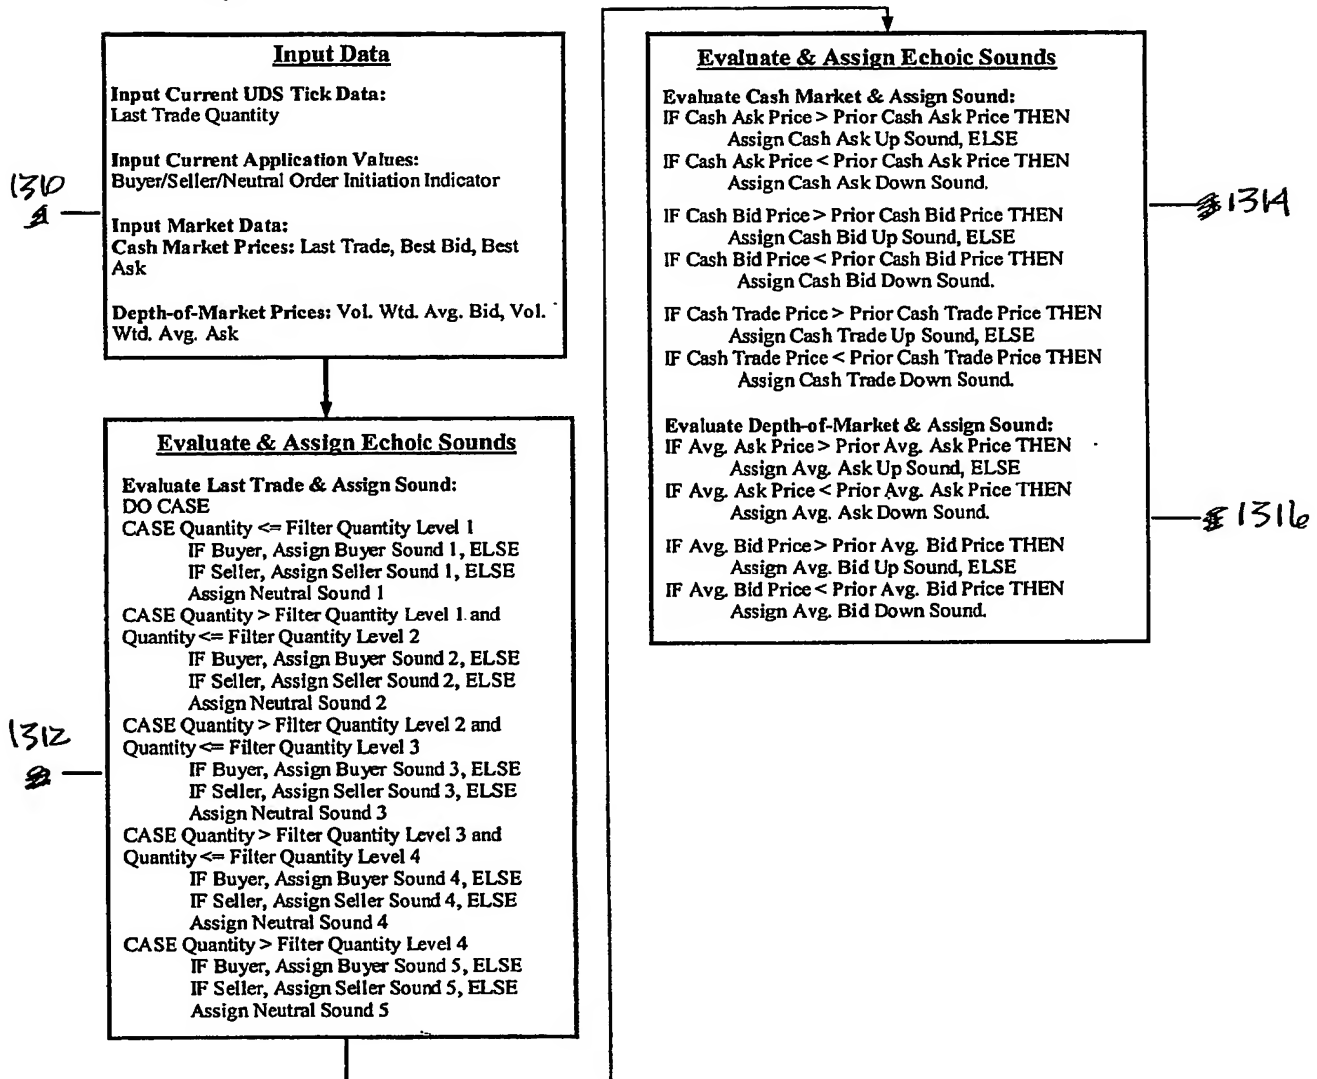 Input Data
Input Current UDS Tick Data:
Last Trade Quantity
Input Current Application Values:
Buyer/Seller/Neutral Order Initiation Indicator
Input Market Data:
Cash Market Prices: Last Trade, Best Bid, Best
Ask
Depth-of-Market Prices: Vol. Wtd. Avg. Bid, Vol.
Wtd. Avg. Ask
1310
Evaluate & Assign Echoic Sounds
Evaluate Last Trade & Assign Sound:
DO CASE
CASE Quantity <= Filter Quantity Level 1
IF Buyer, Assign Buyer Sound 1, ELSE
IF Seller, Assign Seller Sound 1, ELSE
Assign Neutral Sound 1
CASE Quantity > Filter Quantity Level 1 and
Quantity <= Filter Quantity Level 2
IF Buyer, Assign Buyer Sound 2, ELSE
IF Seller, Assign Seller Sound 2, ELSE
Assign Neutral Sound 2
CASE Quantity > Filter Quantity Level 2 and
Quantity <= Filter Quantity Level 3
IF Buyer, Assign Buyer Sound 3, ELSE
IF Seller, Assign Seller Sound 3, ELSE
Assign Neutral Sound 3
CASE Quantity > Filter Quantity Level 3 and
Quantity <= Filter Quantity Level 4
IF Buyer, Assign Buyer Sound 4, ELSE
IF Seller, Assign Seller Sound 4, ELSE
Assign Neutral Sound 4
CASE Quantity > Filter Quantity Level 4
IF Buyer, Assign Buyer Sound 5, ELSE
IF Seller, Assign Seller Sound 5, ELSE
Assign Neutral Sound 5
1312
Evaluate & Assign Echoic Sounds
Evaluate Cash Market & Assign Sound:
IF Cash Ask Price > Prior Cash Ask Price THEN
Assign Cash Ask Up Sound, ELSE
IF Cash Ask Price < Prior Cash Ask Price THEN
Assign Cash Ask Down Sound.
IF Cash Bid Price > Prior Cash Bid Price THEN
Assign Cash Bid Up Sound, ELSE
IF Cash Bid Price < Prior Cash Bid Price THEN
Assign Cash Bid Down Sound.
IF Cash Trade Price > Prior Cash Trade Price THEN
Assign Cash Trade Up Sound, ELSE
IF Cash Trade Price < Prior Cash Trade Price THEN
Assign Cash Trade Down Sound.
1314
Evaluate Depth-of-Market & Assign Sound:
IF Avg. Ask Price > Prior Avg. Ask Price THEN
Assign Avg. Ask Up Sound, ELSE
IF Avg. Ask Price < Prior Avg. Ask Price THEN
Assign Avg. Ask Down Sound.
IF Avg. Bid Price > Prior Avg. Bid Price THEN
Assign Avg. Bid Up Sound, ELSE
IF Avg. Bid Price < Prior Avg. Bid Price THEN
Assign Avg. Bid Down Sound.
1316